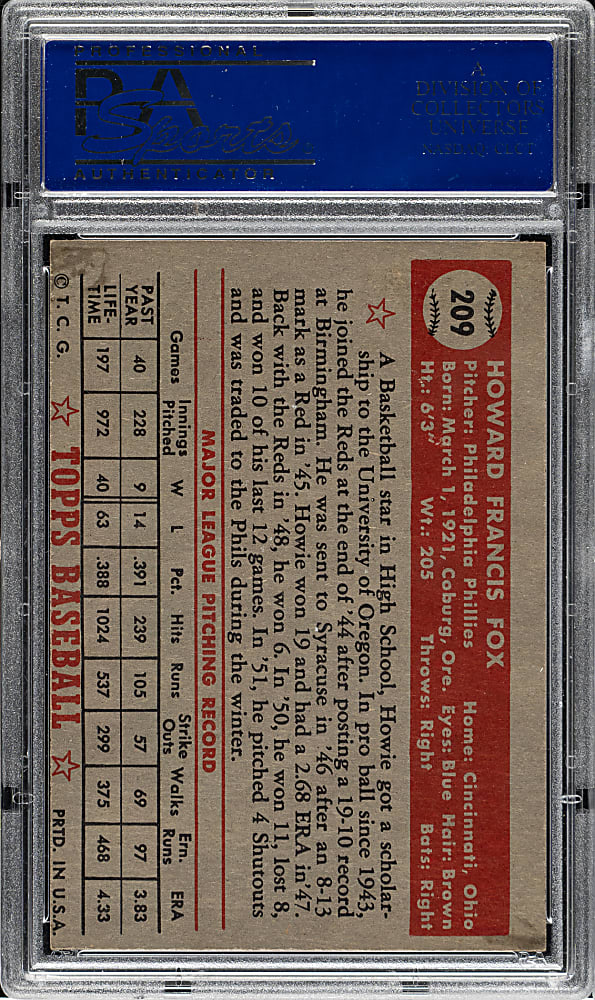 PROFESSIONAL
PSA
Sports
AUTHENTICATOR
A
DIVISION OF
COLLECTORS
UNIVERSE
NASDAQ: CLCT
209
HOWARD FRANCIS FOX
Pitcher: Philadelphia Phillies Home: Cincinnati, Ohio
Born: March 1, 1921, Coburg, Ore. Eyes: Blue Hair: Brown
Ht.: 6'3" Wt.: 205 Throws: Right Bats: Right
A Basketball star in High School, Howie got a scholar-
ship to the University of Oregon. In pro ball since 1943,
he joined the Reds at the end of '44 after posting a 19-10 record
at Birmingham. He was sent to Syracuse in '46 after an 8-13
mark as a Red in '45. Howie won 19 and had a 2.68 ERA in '47.
Back with the Reds in '48, he won 6. In '50, he won 11, lost 8,
and won 10 of his last 12 games. In '51, he pitched 4 Shutouts
and was traded to the Phils during the winter.
MAJOR LEAGUE PITCHING RECORD
Games Innings Pitched W L Pct. Hits Runs Strike Outs Walks Ern. Runs ERA
PAST YEAR 40 228 9 14 .391 239 105 57 69 97 3.83
LIFE-TIME 197 972 40 63 .388 1024 537 299 375 468 4.33
© T. C. G. TOPPS BASEBALL PRTD. IN U.S.A.